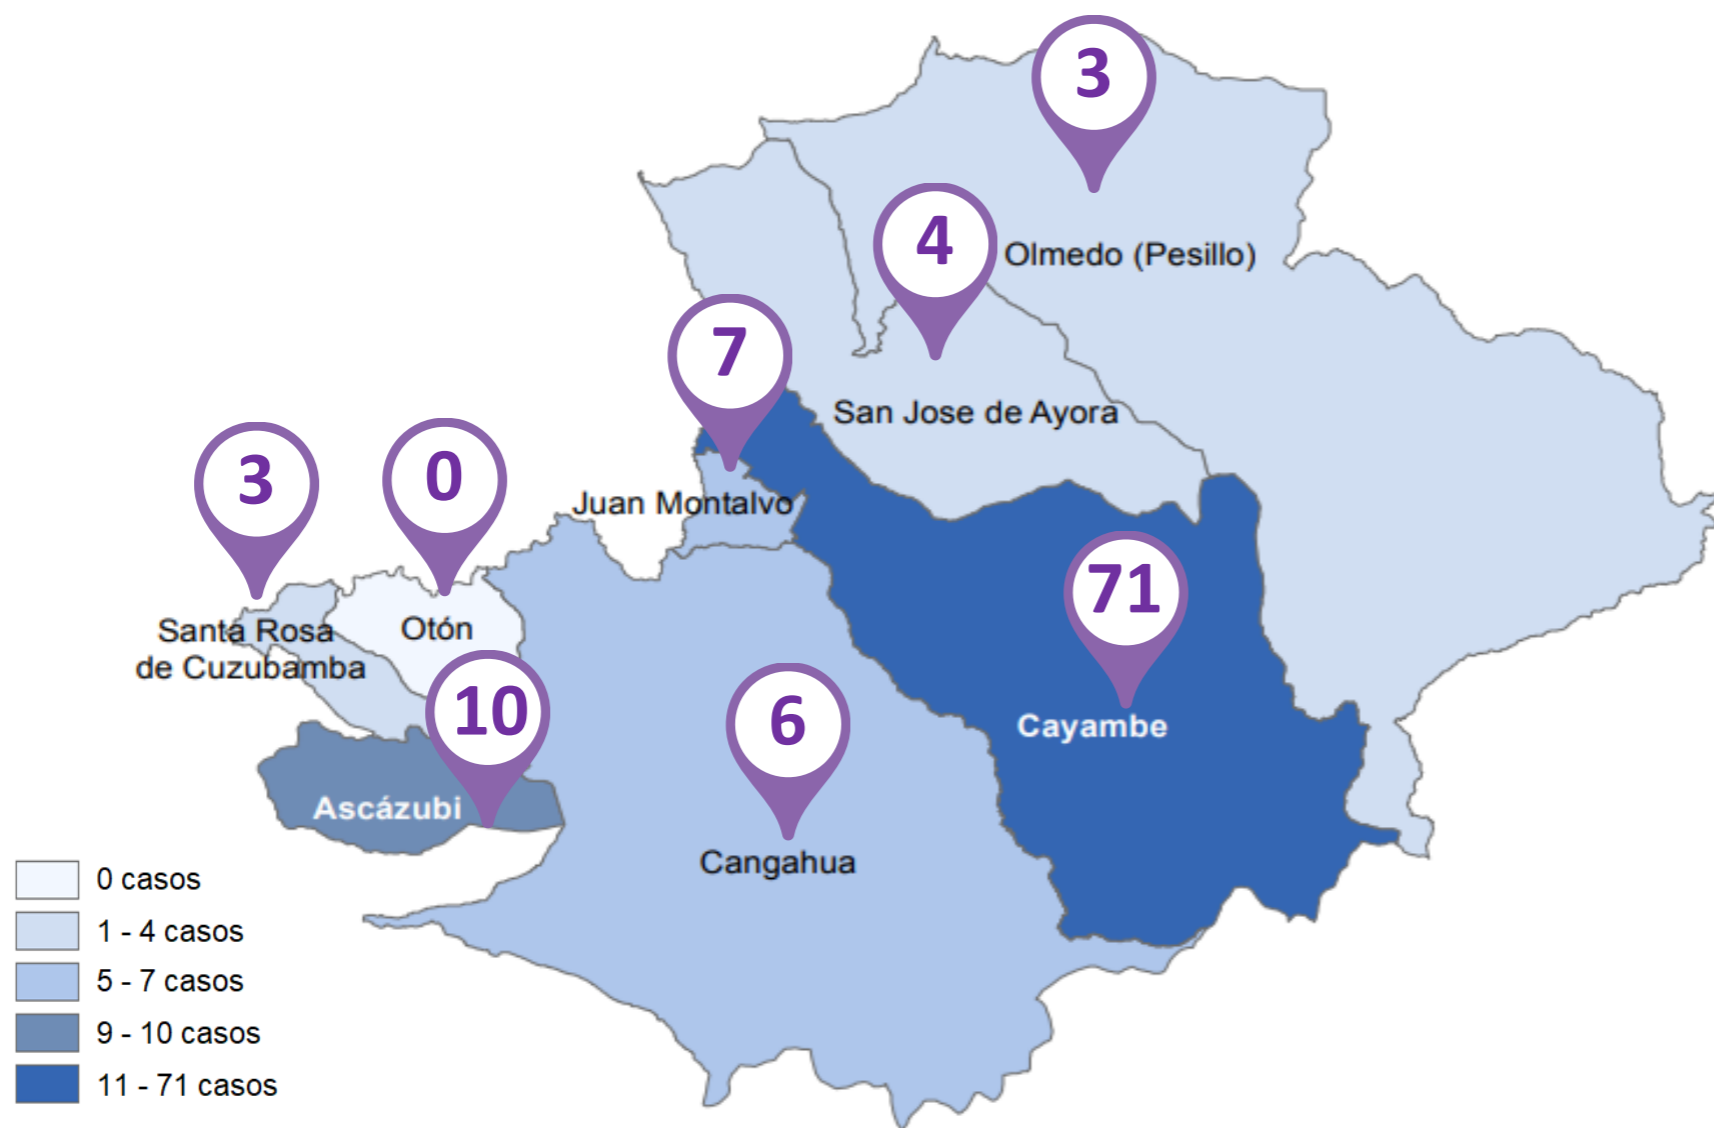 3
4
Olmedo (Pesillo)
7
San Jose de Ayora
3
0
Juan Montalvo
71
Santa Rosa
de Cuzubamba
Otón
10
6
Cayambe
Ascázubi
Cangahua
0 casos
1 - 4 casos
5 - 7 casos
9 - 10 casos
11 - 71 casos